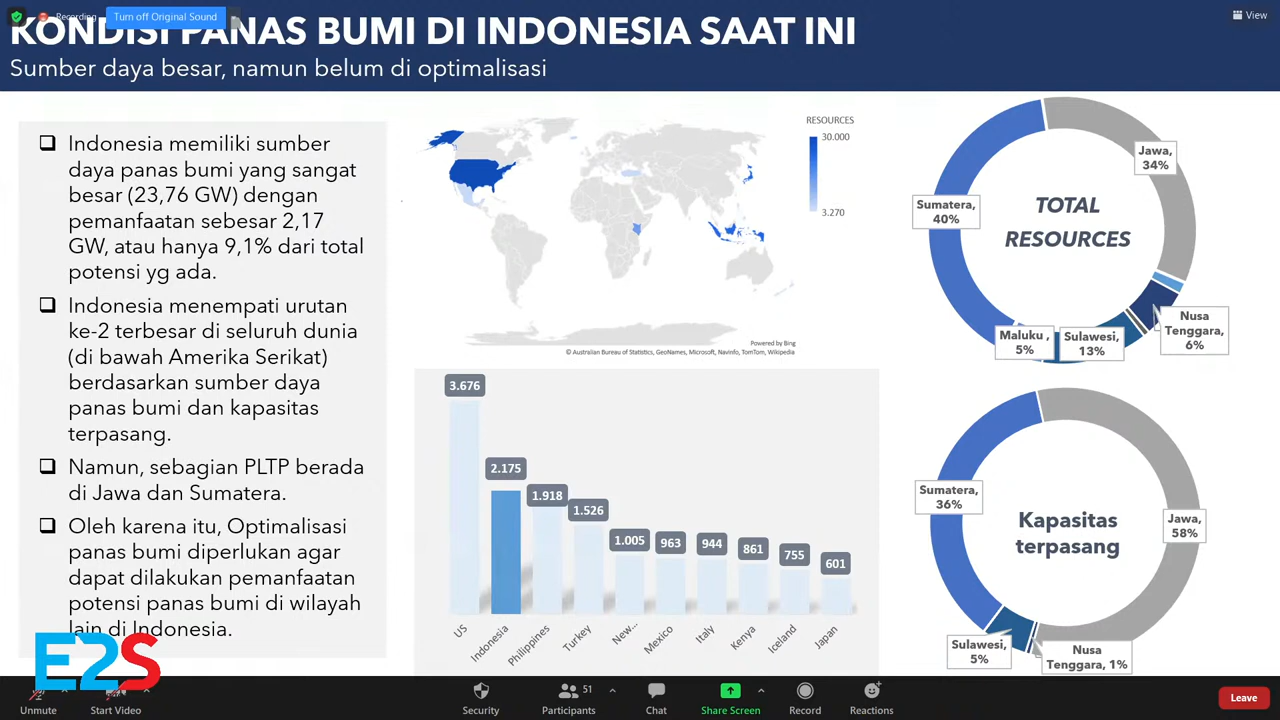 Recording
Turn off Original Sound
View
KONDISI PANAS BUMI DI INDONESIA SAAT INI
Sumber daya besar, namun belum di optimalisasi
Indonesia memiliki sumber
daya panas bumi yang sangat
besar (23,76 GW) dengan
pemanfaatan sebesar 2,17
GW, atau hanya 9,1% dari total
potensi yg ada.
Indonesia menempati urutan
ke-2 terbesar di seluruh dunia
(di bawah Amerika Serikat)
berdasarkan sumber daya
panas bumi dan kapasitas
terpasang.
Namun, sebagian PLTP berada
di Jawa dan Sumatera.
Oleh karena itu, Optimalisasi
panas bumi diperlukan agar
dapat dilakukan pemanfaatan
potensi panas bumi di wilayah
lain di Indonesia.
E2S
RESOURCES
30.000
3.270
Powered by Bing
© Australian Bureau of Statistics, GeoNames, Microsoft, Navinfo, TomTom, Wikipedia
3.676
2.175
1.918
1.526
1.005
963
944
861
755
601
US
Indonesia
Philippines
Turkey
New...
Mexico
Italy
Kenya
Iceland
Japan
TOTAL
RESOURCES
Jawa,
34%
Sumatera,
40%
Nusa
Tenggara,
6%
Maluku ,
5%
Sulawesi,
13%
Kapasitas
terpasang
Sumatera,
36%
Jawa,
58%
Sulawesi,
5%
Nusa
Tenggara, 1%
Unmute
Start Video
Security
Participants
51
Chat
Share Screen
Record
Reactions
Leave